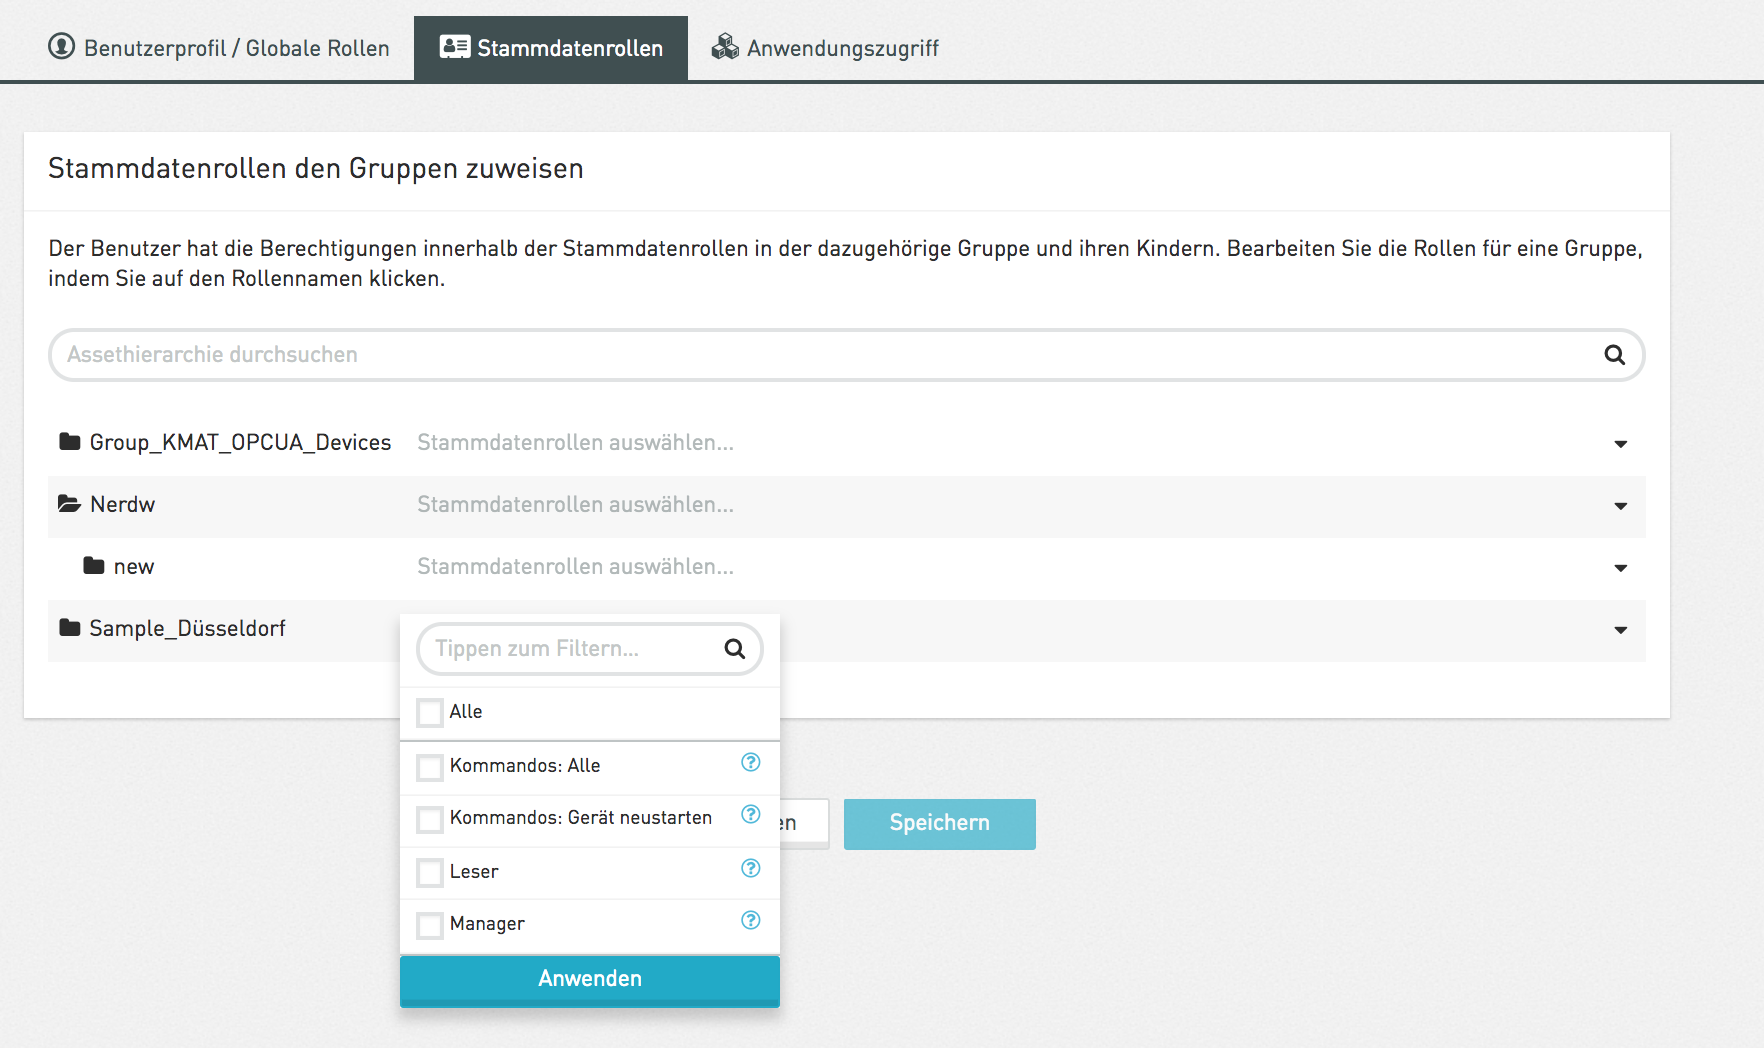 Benutzerprofil / Globale Rollen
Stammdatenrollen
Anwendungszugriff
Stammdatenrollen den Gruppen zuweisen
Der Benutzer hat die Berechtigungen innerhalb der Stammdatenrollen in der dazugehörige Gruppe und ihren Kindern. Bearbeiten Sie die Rollen für eine Gruppe,
indem Sie auf den Rollennamen klicken.
Assethierarchie durchsuchen
Group_KMAT_OPCUA_Devices Stammdatenrollen auswählen...
Nerdw Stammdatenrollen auswählen...
new Stammdatenrollen auswählen...
Sample_Düsseldorf
Tippen zum Filtern...
Alle
Kommandos: Alle
Kommandos: Gerät neustarten
Leser
Manager
Anwenden
Speichern